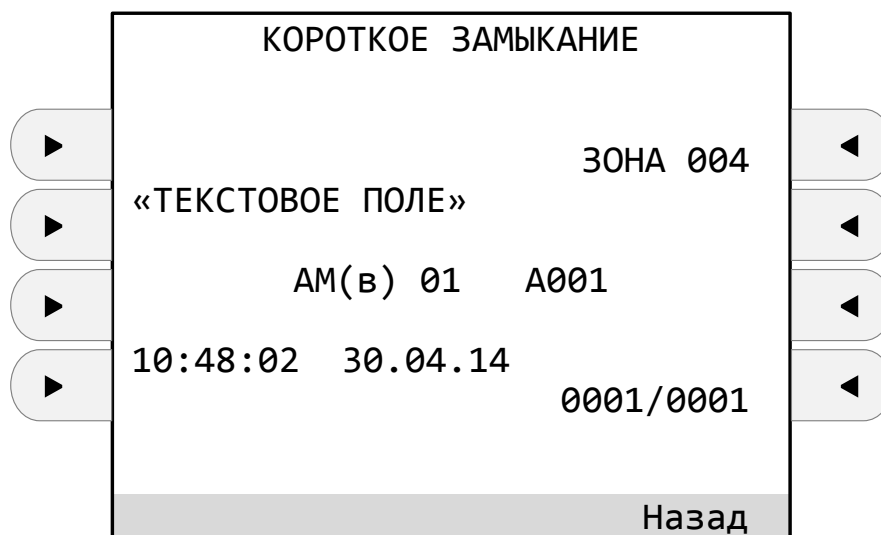 КОРОТКОЕ ЗАМЫКАНИЕ
ЗОНА 004
«ТЕКСТОВОЕ ПОЛЕ»
АМ(в) 01 А001
10:48:02 30.04.14
0001/0001
Назад